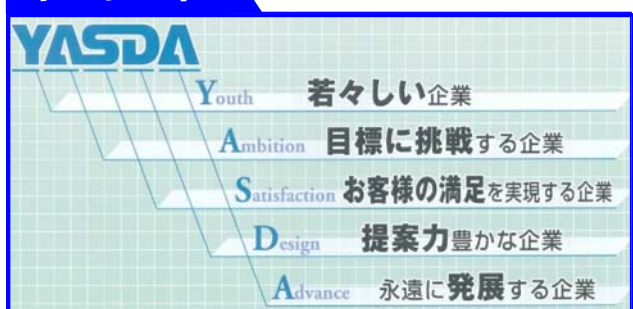 YASDA
Youth 若々しい企業
Ambition 目標に挑戦する企業
Satisfaction お客様の満足を実現する企業
Design 提案力豊かな企業
Advance 永遠に発展する企業